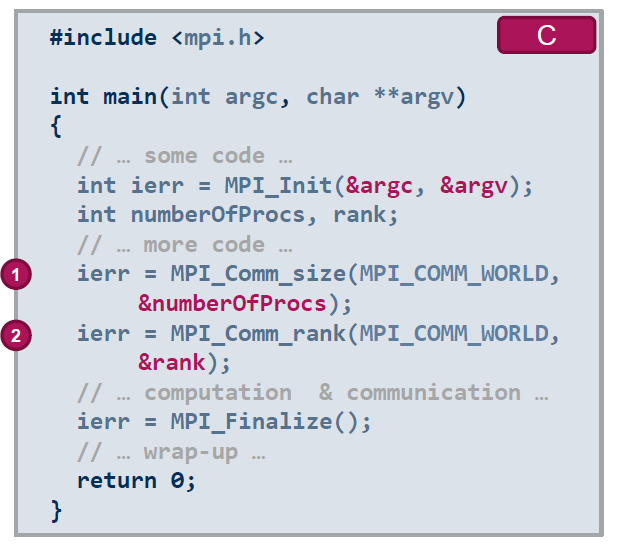 C
#include <mpi.h>
int main(int argc, char **argv)
{
// … some code …
int ierr = MPI_Init(&argc, &argv);
int numberOfProcs, rank;
// … more code …
1 ierr = MPI_Comm_size(MPI_COMM_WORLD,
&numberOfProcs);
2 ierr = MPI_Comm_rank(MPI_COMM_WORLD,
&rank);
// … computation  & communication …
ierr = MPI_Finalize();
// … wrap-up …
return 0;
}